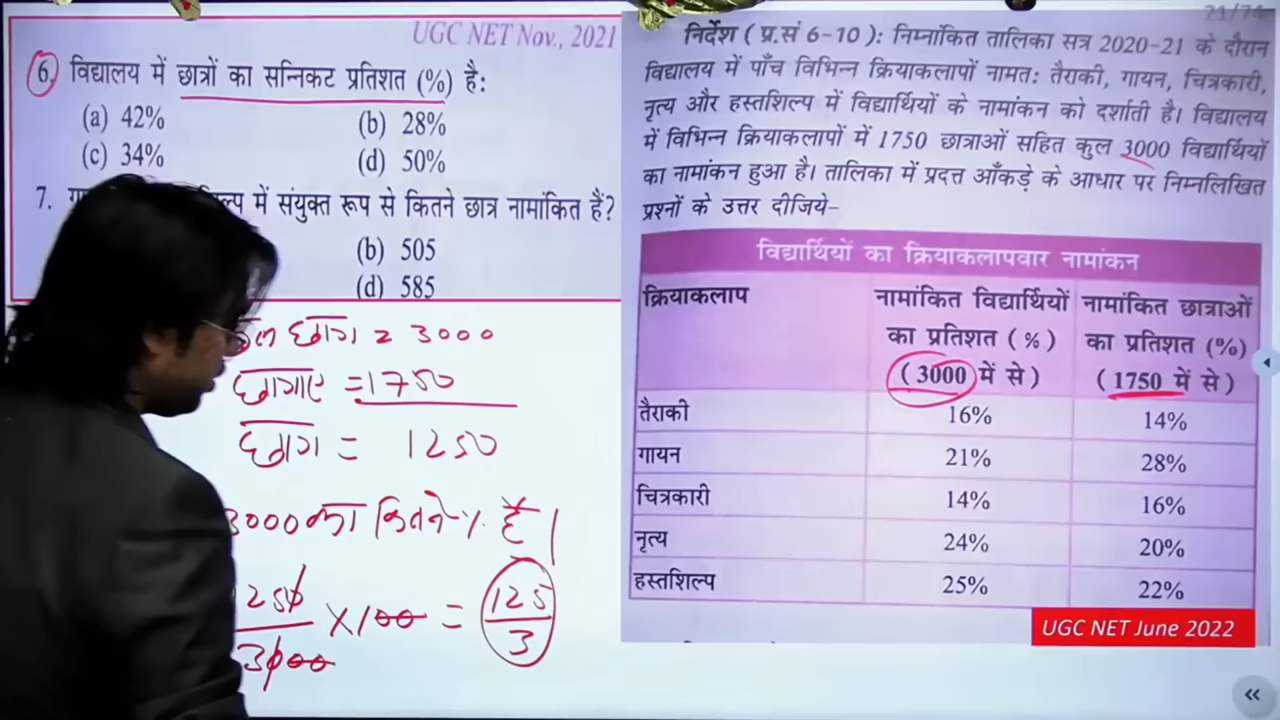 UGC NET Nov., 2021
6. विद्यालय में छात्रों का सन्निकट प्रतिशत (%) है:
(a) 42% (b) 28%
(c) 34% (d) 50%
7. में संयुक्त रूप से कितने छात्र नामांकित हैं?
(b) 505
(d) 585
= 3000
= 1750
= 1250
3000 का कितने % है।
× 100 = 125/3
3000
21/74
निर्देश (प्र.सं 6-10): निम्नांकित तालिका सत्र 2020-21 के दौरान
विद्यालय में पाँच विभिन्न क्रियाकलापों नामत: तैराकी, गायन, चित्रकारी,
नृत्य और हस्तशिल्प में विद्यार्थियों के नामांकन को दर्शाती है। विद्यालय
में विभिन्न क्रियाकलापों में 1750 छात्राओं सहित कुल 3000 विद्यार्थियों
का नामांकन हुआ है। तालिका में प्रदत्त आँकड़े के आधार पर निम्नलिखित
प्रश्नों के उत्तर दीजिये-
विद्यार्थियों का क्रियाकलापवार नामांकन
क्रियाकलाप नामांकित विद्यार्थियों का प्रतिशत (%) (3000 में से) नामांकित छात्राओं का प्रतिशत (%) (1750 में से)
तैराकी 16% 14%
गायन 21% 28%
चित्रकारी 14% 16%
नृत्य 24% 20%
हस्तशिल्प 25% 22%
UGC NET June 2022